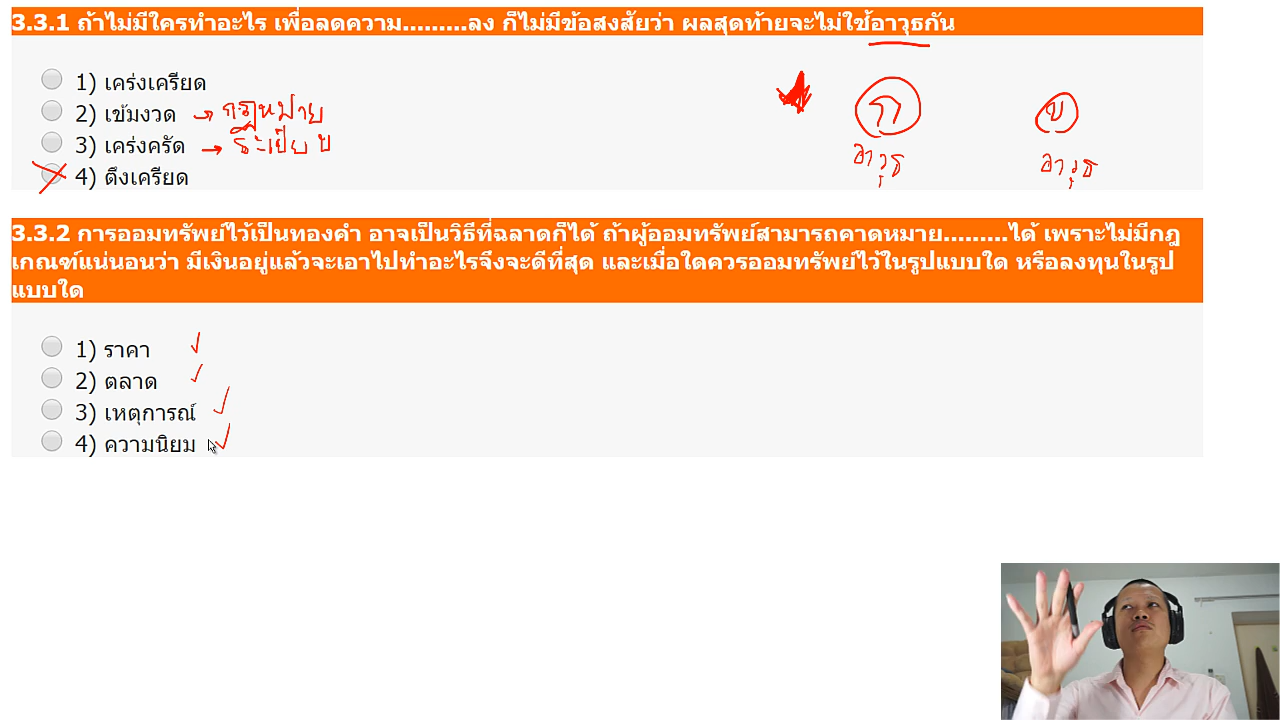 3.3.1 ถ้าไม่มีใครทำอะไร เพื่อลดความ.........ลง ก็ไม่มีข้อสงสัยว่า ผลสุดท้ายจะไม่ใช้อาวุธกัน
1) เคร่งเครียด
2) เข้มงวด → กฎหมาย
3) เคร่งครัด → ระเบียบ
4) ตึงเครียด
ก ข
อาวุธ อาวุธ
3.3.2 การออมทรัพย์ไว้เป็นทองคำ อาจเป็นวิธีที่ฉลาดก็ได้ ถ้าผู้ออมทรัพย์สามารถคาดหมาย.........ได้ เพราะไม่มีกฎ
เกณฑ์แน่นอนว่า มีเงินอยู่แล้วจะเอาไปทำอะไรจึงจะดีที่สุด และเมื่อใดควรออมทรัพย์ไว้ในรูปแบบใด หรือลงทุนในรูป
แบบใด
1) ราคา
2) ตลาด
3) เหตุการณ์
4) ความนิยม